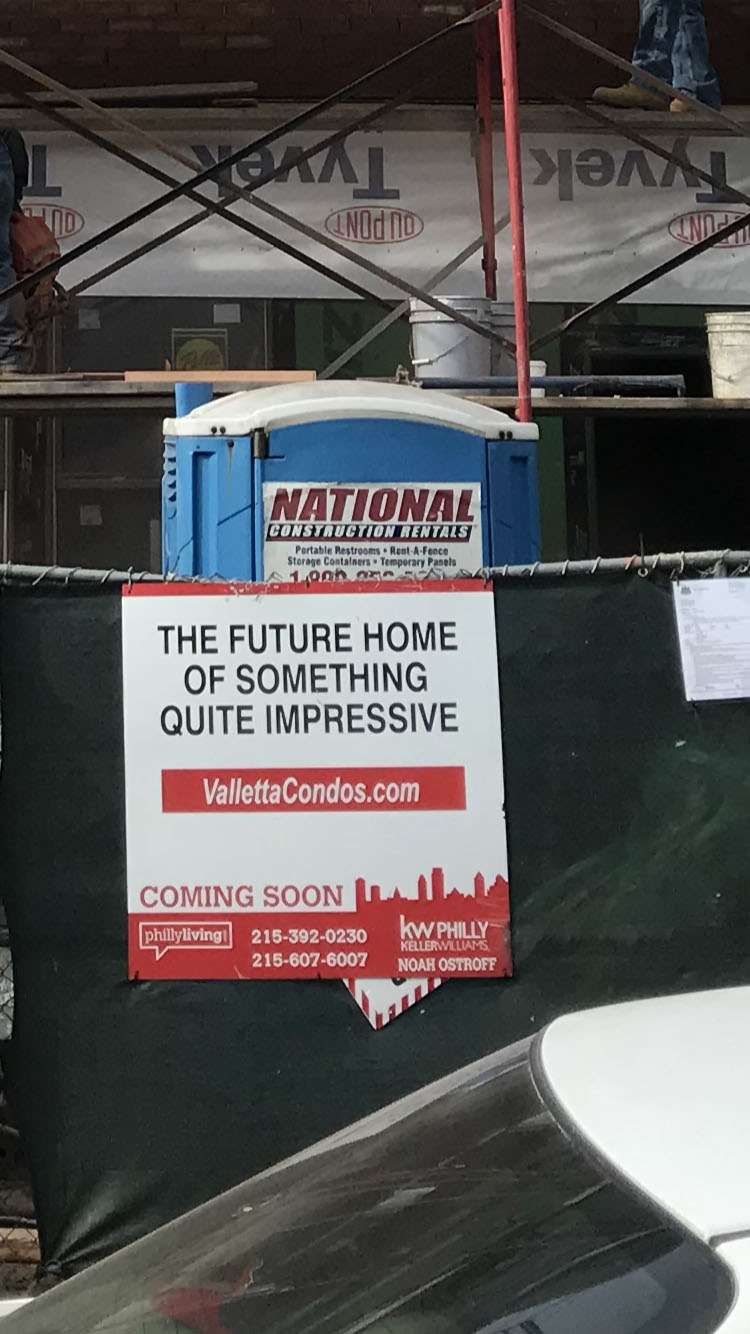 Tyvek
Tyvek
DUPONT
DUPONT
NATIONAL
CONSTRUCTION RENTALS
Portable Restrooms • Rent-A-Fence
Storage Containers • Temporary Panels
THE FUTURE HOME
OF SOMETHING
QUITE IMPRESSIVE
VallettaCondos.com
COMING SOON
phillyliving
215-392-0230
215-607-6007
kw PHILLY
KELLERWILLIAMS.
NOAH OSTROFF